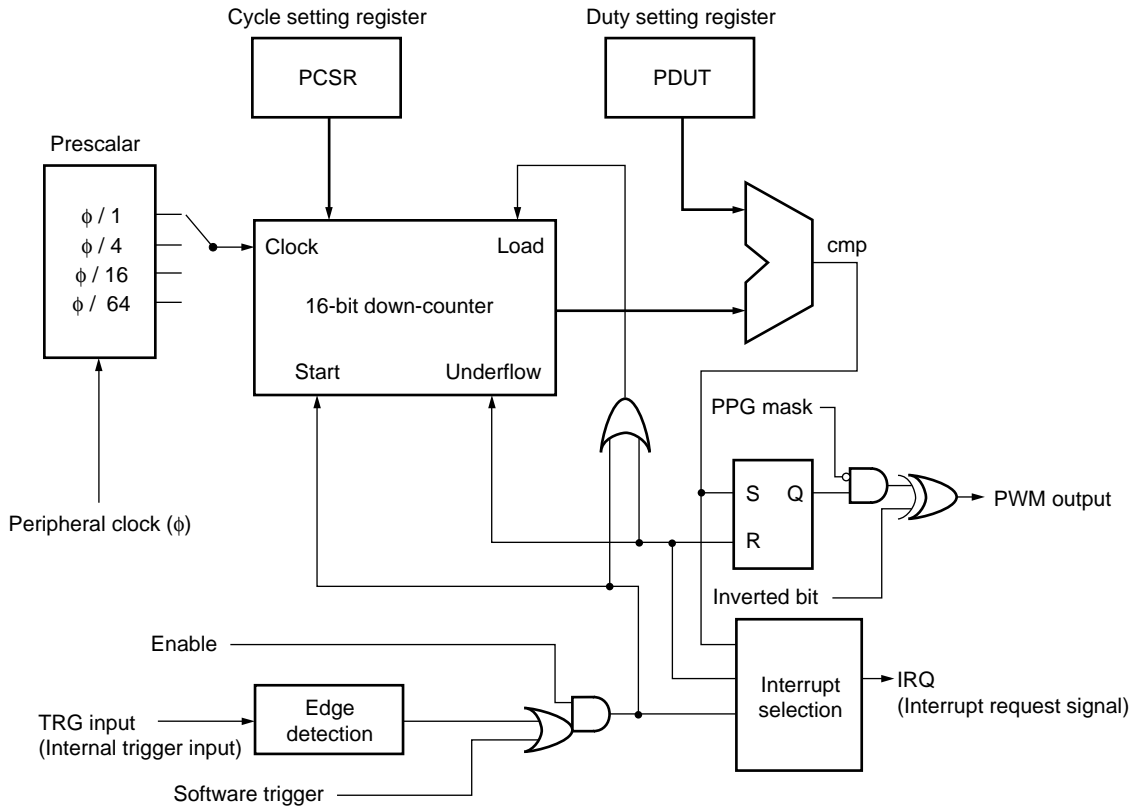 Cycle setting register
Duty setting register
PCSR
PDUT
Prescalar
ϕ / 1
ϕ / 4
ϕ / 16
ϕ / 64
Clock
Load
16-bit down-counter
Start
Underflow
cmp
Peripheral clock (ϕ)
PPG mask
S
Q
R
PWM output
Inverted bit
Enable
TRG input
(Internal trigger input)
Edge
detection
Software trigger
Interrupt
selection
IRQ
(Interrupt request signal)